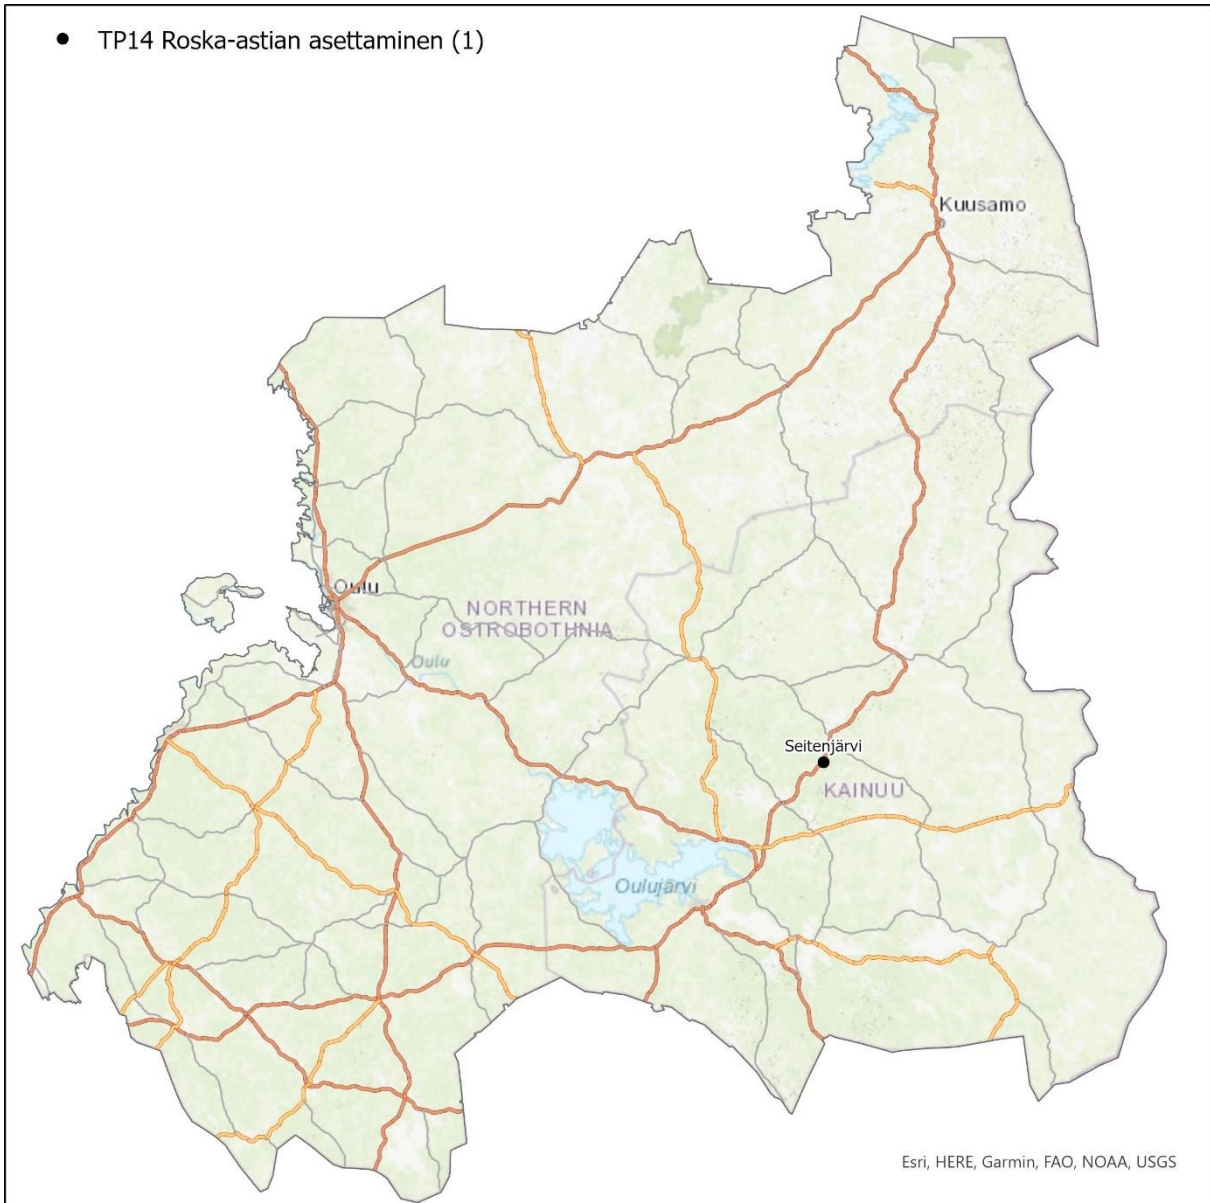 TP14 Roska-astian asettaminen (1)
Kuusamo
Oulu
NORTHERN
OSTROBOTHNIA
Oulu
Seitenjärvi
KAINUU
Oulujärvi
Esri, HERE, Garmin, FAO, NOAA, USGS